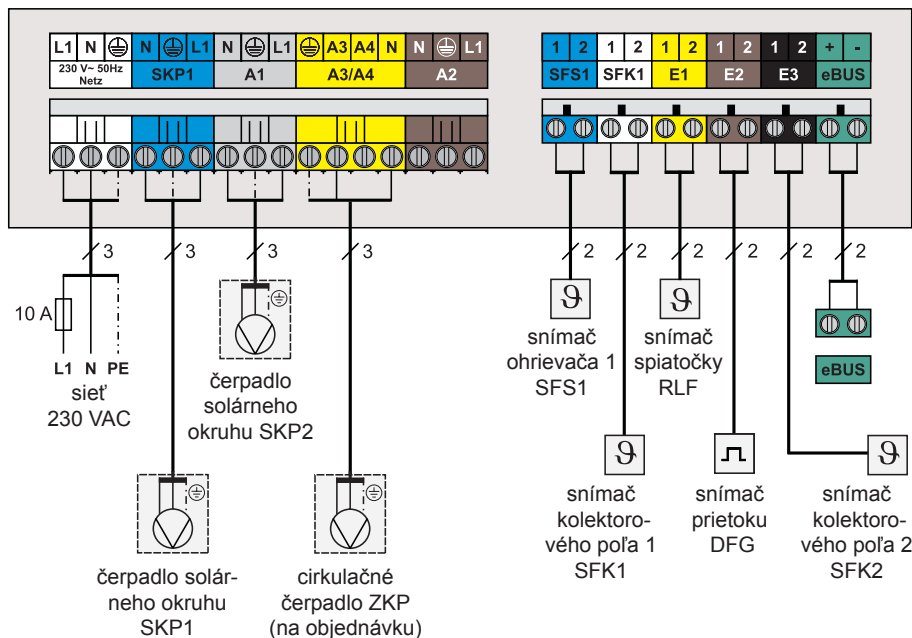 L1 N N L1 N L1 A3 A4 N N L1
230 V~ 50Hz
Netz
SKP1 A1 A3/A4 A2
1 2 1 2 1 2 1 2 1 2 + -
SFS1 SFK1 E1 E2 E3 eBUS
3 3 3 3 2 2 2 2 2 2
10 A
L1 N PE
sieť
230 VAC
čerpadlo
solárneho
okruhu SKP2
snímač
ohrievača 1
SFS1
snímač
spiatočky
RLF
eBUS
čerpadlo solár-
neho okruhu
SKP1
cirkulačné
čerpadlo ZKP
(na objednávku)
snímač
kolektoro-
vého poľa 1
SFK1
snímač
prietoku
DFG
snímač
kolektoro-
vého poľa 2
SFK2
ϑ
ϑ
ϑ
ϑ